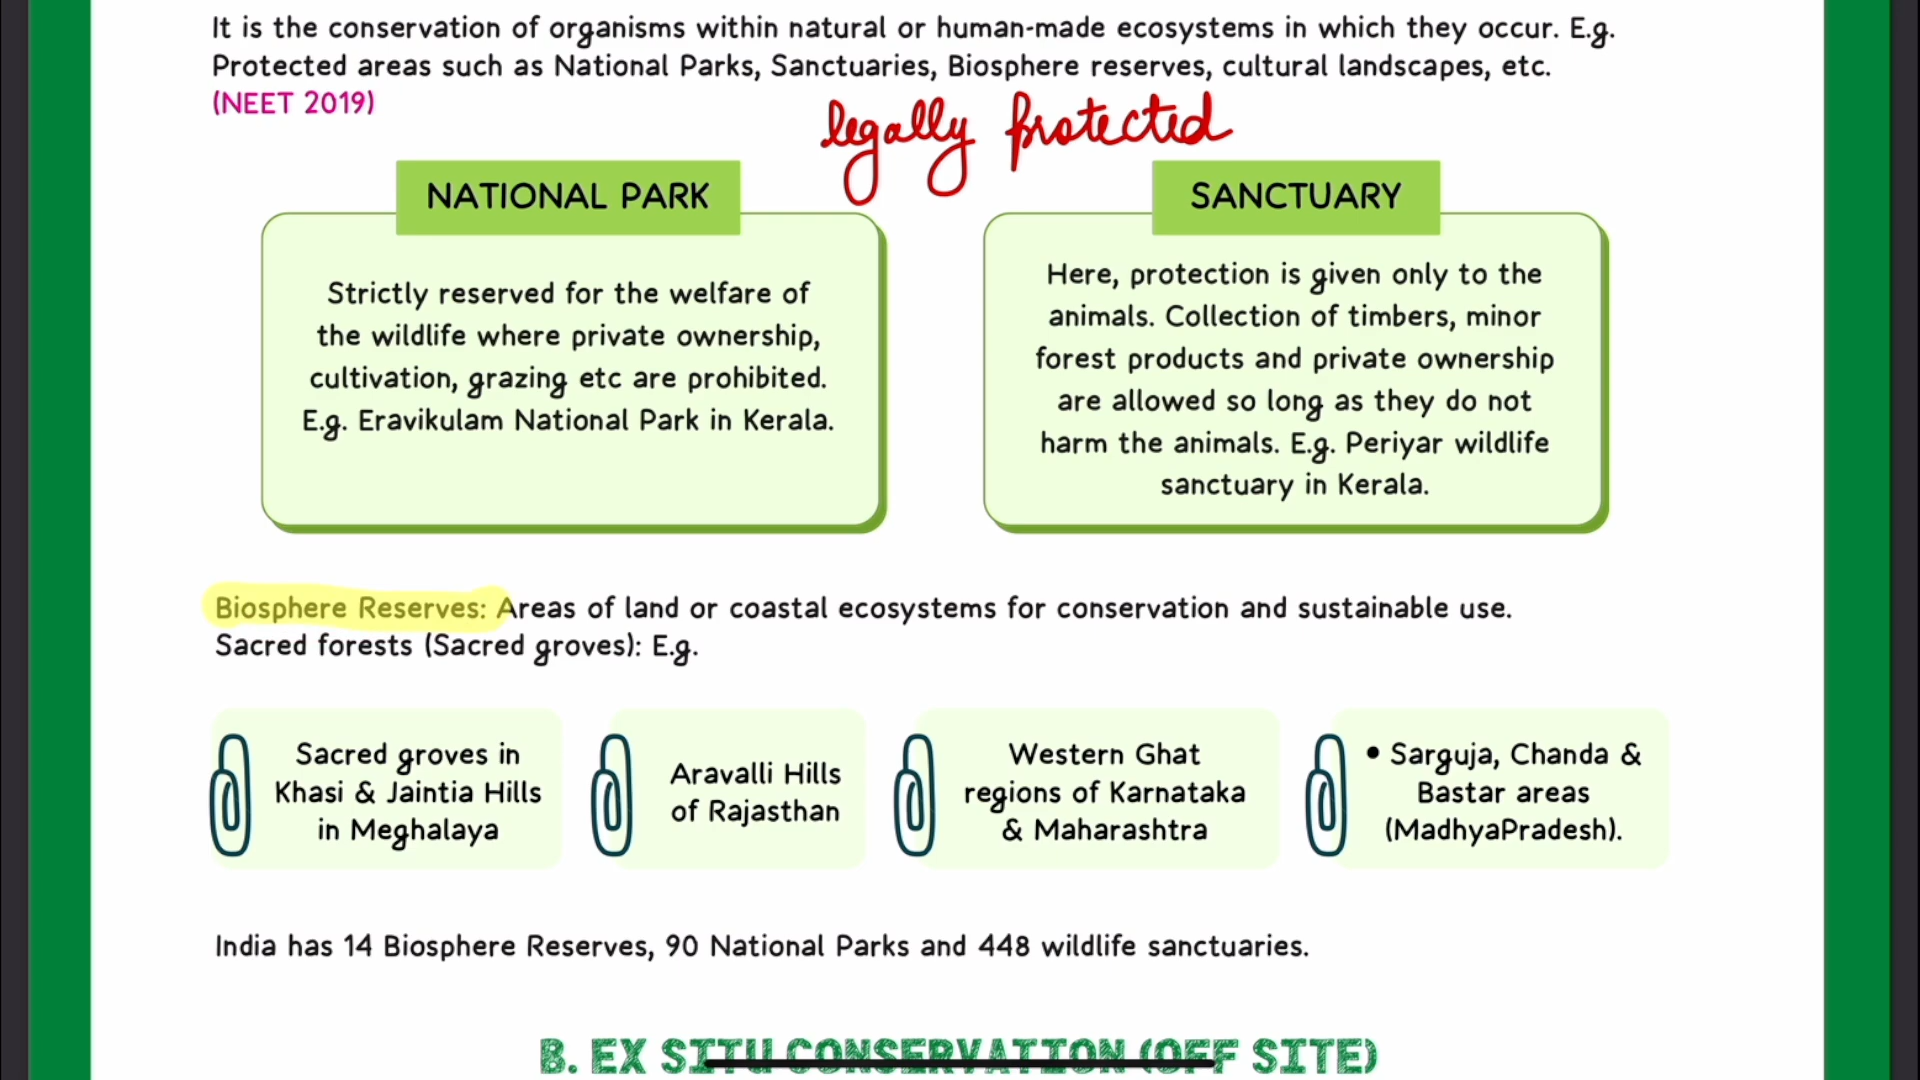 It is the conservation of organisms within natural or human-made ecosystems in which they occur. E.g.
Protected areas such as National Parks, Sanctuaries, Biosphere reserves, cultural landscapes, etc.
(NEET 2019)
legally protected
NATIONAL PARK
Strictly reserved for the welfare of
the wildlife where private ownership,
cultivation, grazing etc are prohibited.
E.g. Eravikulam National Park in Kerala.
SANCTUARY
Here, protection is given only to the
animals. Collection of timbers, minor
forest products and private ownership
are allowed so long as they do not
harm the animals. E.g. Periyar wildlife
sanctuary in Kerala.
Biosphere Reserves: Areas of land or coastal ecosystems for conservation and sustainable use.
Sacred forests (Sacred groves): E.g.
Sacred groves in
Khasi & Jaintia Hills
in Meghalaya
Aravalli Hills
of Rajasthan
Western Ghat
regions of Karnataka
& Maharashtra
• Sarguja, Chanda &
Bastar areas
(MadhyaPradesh).
India has 14 Biosphere Reserves, 90 National Parks and 448 wildlife sanctuaries.
B. EX SITU CONSERVATION (OFF SITE)